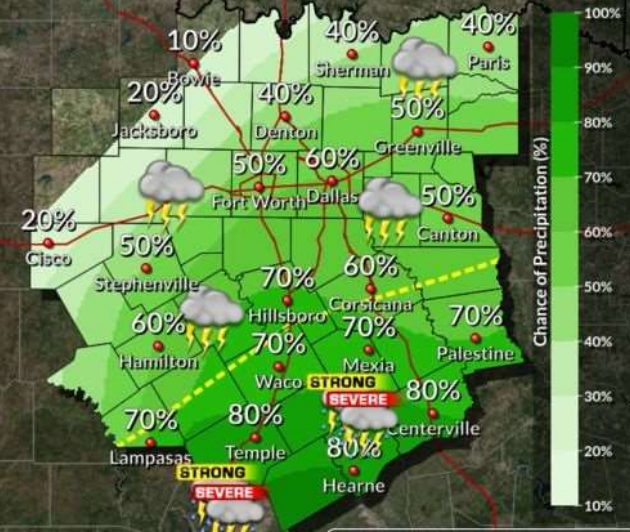 10%
Bowie
40%
Sherman
40%
Paris
20%
Jacksboro
40%
Denton
50%
Greenville
50%
Fort Worth
60%
Dallas
50%
Canton
20%
Cisco
50%
Stephenville
70%
Hillsboro
60%
Corsicana
60%
Hamilton
70%
Waco
70%
Mexia
70%
Palestine
STRONG
SEVERE
80%
Centerville
70%
Lampasas
80%
Temple
80%
Hearne
STRONG
SEVERE
Chance of Precipitation (%)
100%
90%
80%
70%
60%
50%
40%
30%
20%
10%